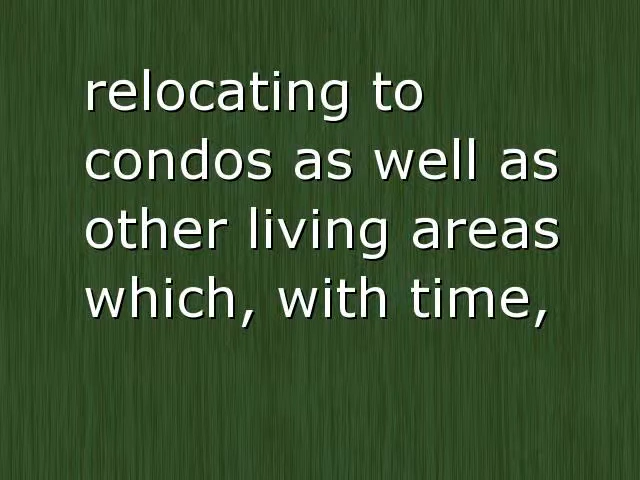 relocating to
condos as well as
other living areas
which, with time,